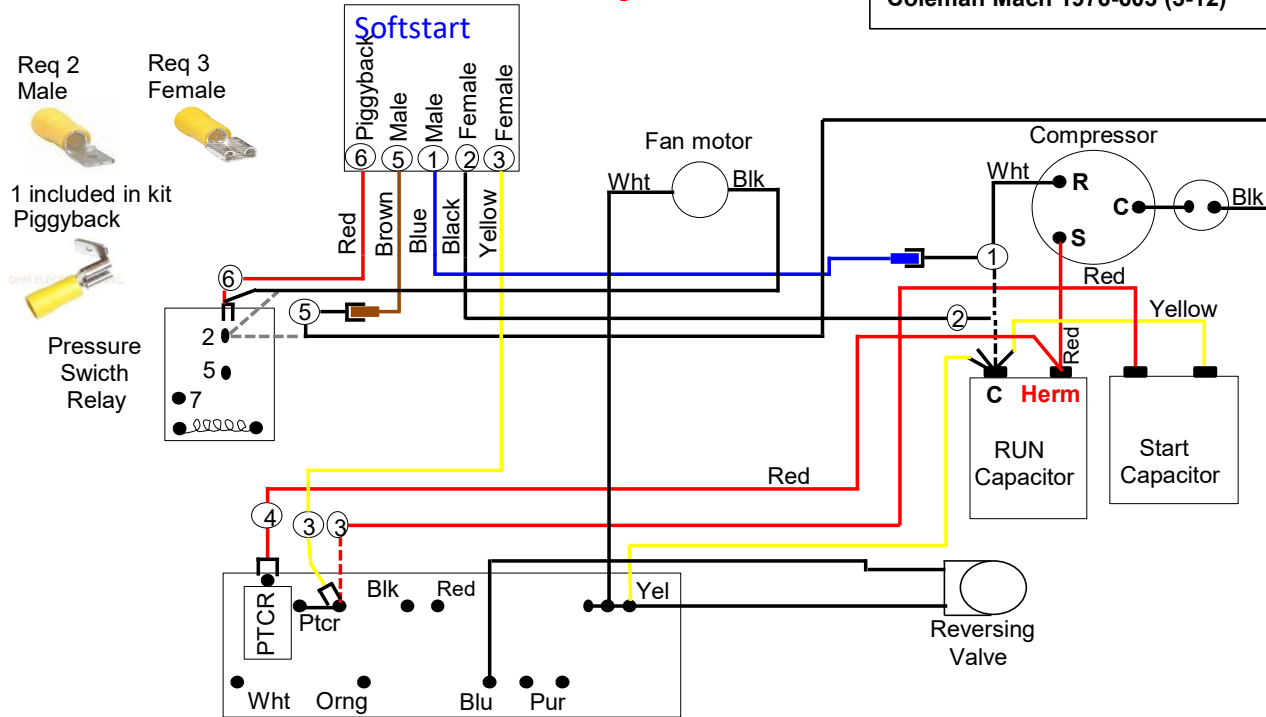 Coleman Mach 1976-603 (3-12)
Softstart
Req 2
Male
Req 3
Female
1 included in kit
Piggyback
Piggyback
Male
Male
Female
Female
6
5
1
2
3
Red
Brown
Blue
Black
Yellow
Fan motor
Wht
Blk
Compressor
Wht
R
C
S
Blk
Red
Yellow
Red
6
5
1
2
Pressure
Swicth
Relay
2
5
7
C
Herm
RUN
Capacitor
Start
Capacitor
Red
4
3
3
PTCR
Ptcr
Blk
Red
Yel
Wht
Orng
Blu
Pur
Reversing
Valve